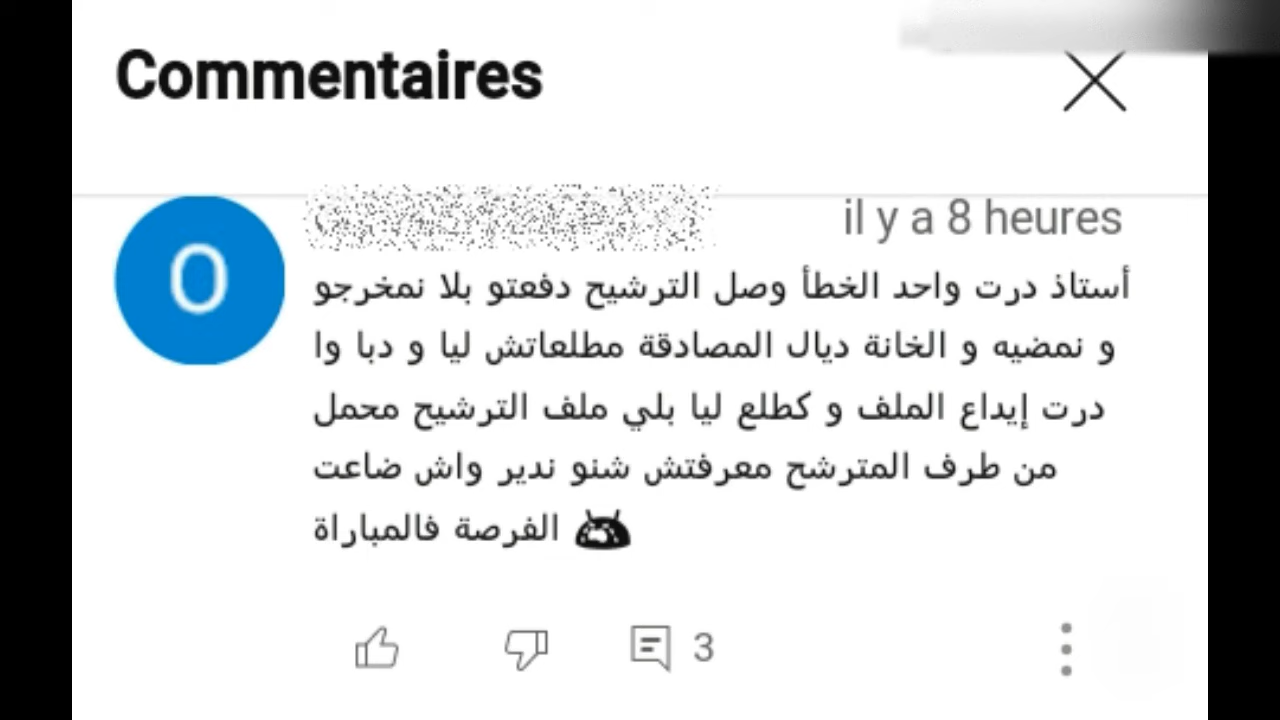 Commentaires
O
il y a 8 heures
أستاذ درت واحد الخطأ وصل الترشيح دفعتو بلا نمخرجو
و نمضيه و الخانة ديال المصادقة مطلعاتش ليا و دبا وا
درت إيداع الملف و كطلع ليا بلي ملف الترشيح محمل
من طرف المترشح معرفتش شنو ندير واش ضاعت
الفرصة فالمباراة
3